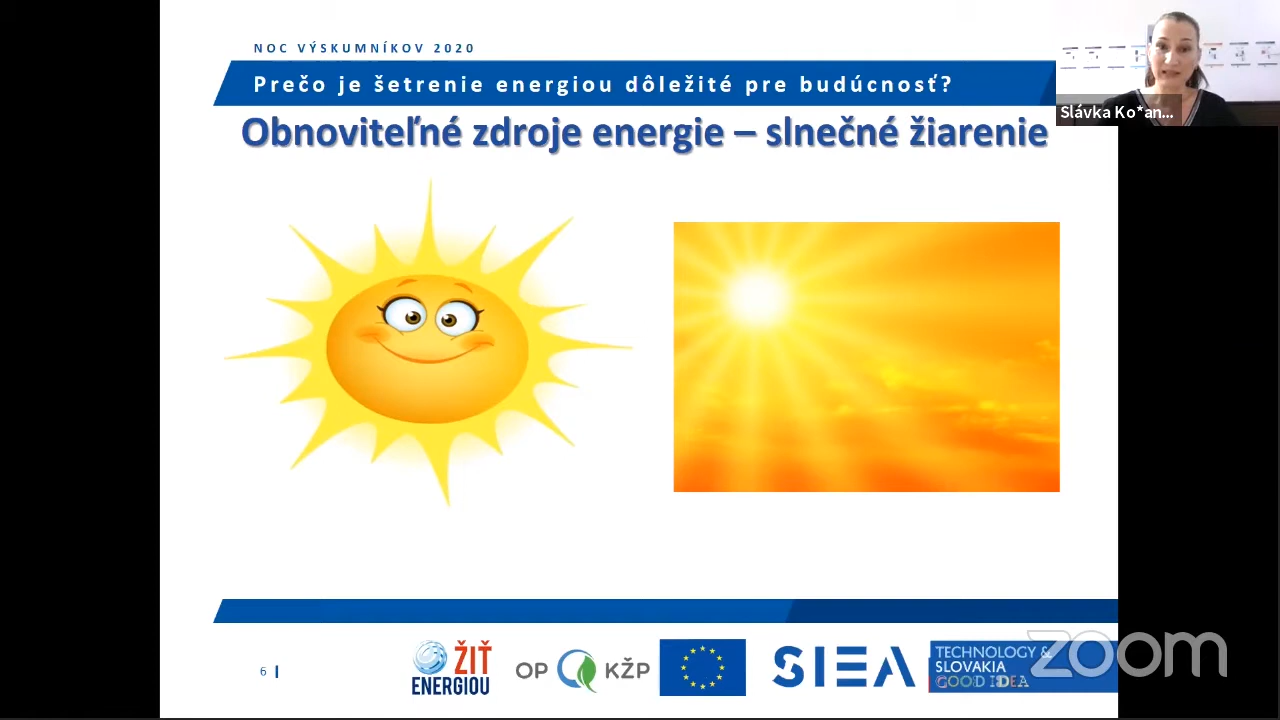 NOC VÝSKUMNÍKOV 2020
Prečo je šetrenie energiou dôležité pre budúcnosť?
Slávka Ko*an...
Obnoviteľné zdroje energie – slnečné žiarenie
6
ŽIŤ
ENERGIOU
OP KŽP
SIEA
TECHNOLOGY &
SLOVAKIA
GOOD IDEA
zoom